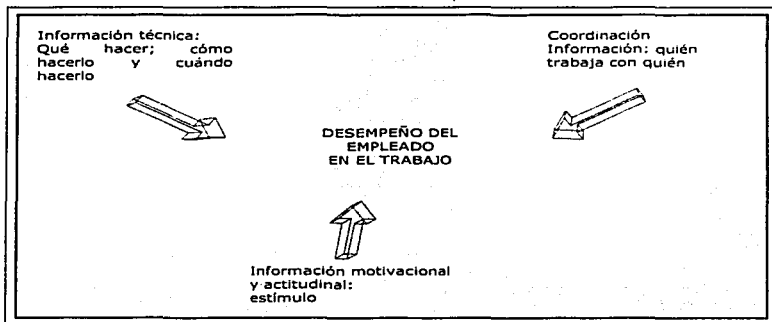 Información técnica:
Qué hacer; cómo
hacerlo y cuándo
hacerlo
Coordinación
Información: quién
trabaja con quién
DESEMPEÑO DEL
EMPLEADO
EN EL TRABAJO
Información motivacional
y actitudinal:
estímulo